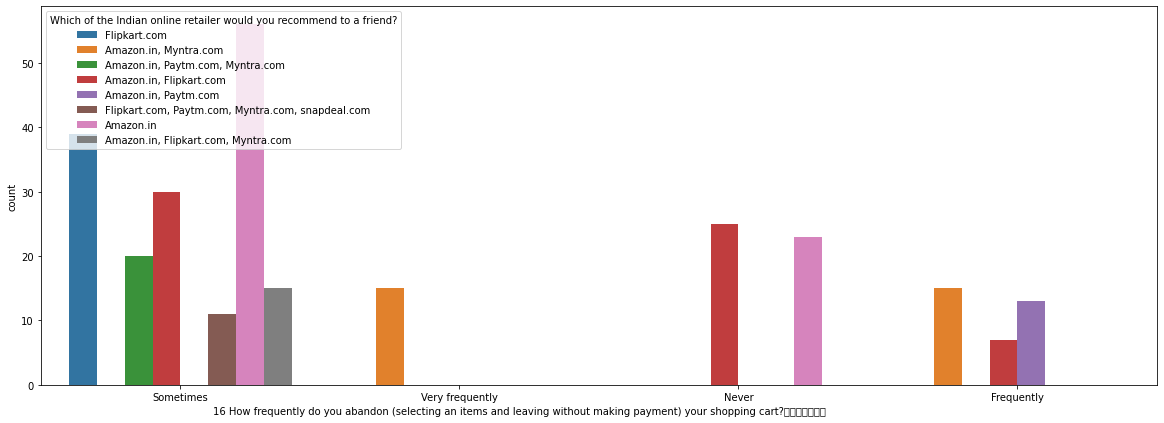 Which of the Indian online retailer would you recommend to a friend?
Flipkart.com
Amazon.in, Myntra.com
Amazon.in, Paytm.com, Myntra.com
Amazon.in, Flipkart.com
Amazon.in, Paytm.com
Flipkart.com, Paytm.com, Myntra.com, snapdeal.com
Amazon.in
Amazon.in, Flipkart.com, Myntra.com
50
40
30
20
10
0
count
Sometimes Very frequently Never Frequently
16 How frequently do you abandon (selecting an items and leaving without making payment) your shopping cart?